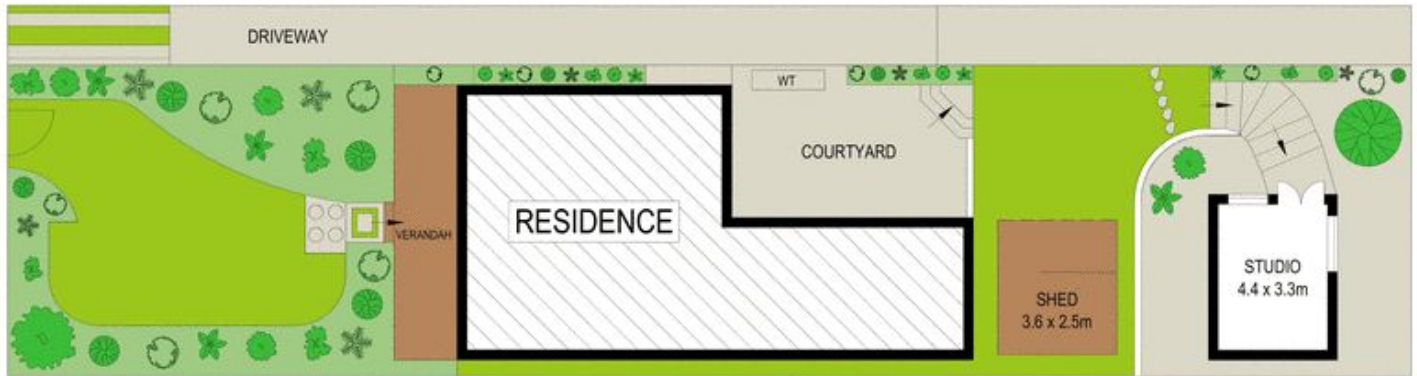 DRIVEWAY
WT
COURTYARD
RESIDENCE
VERANDAH
STUDIO
4.4 x 3.3m
SHED
3.6 x 2.5m